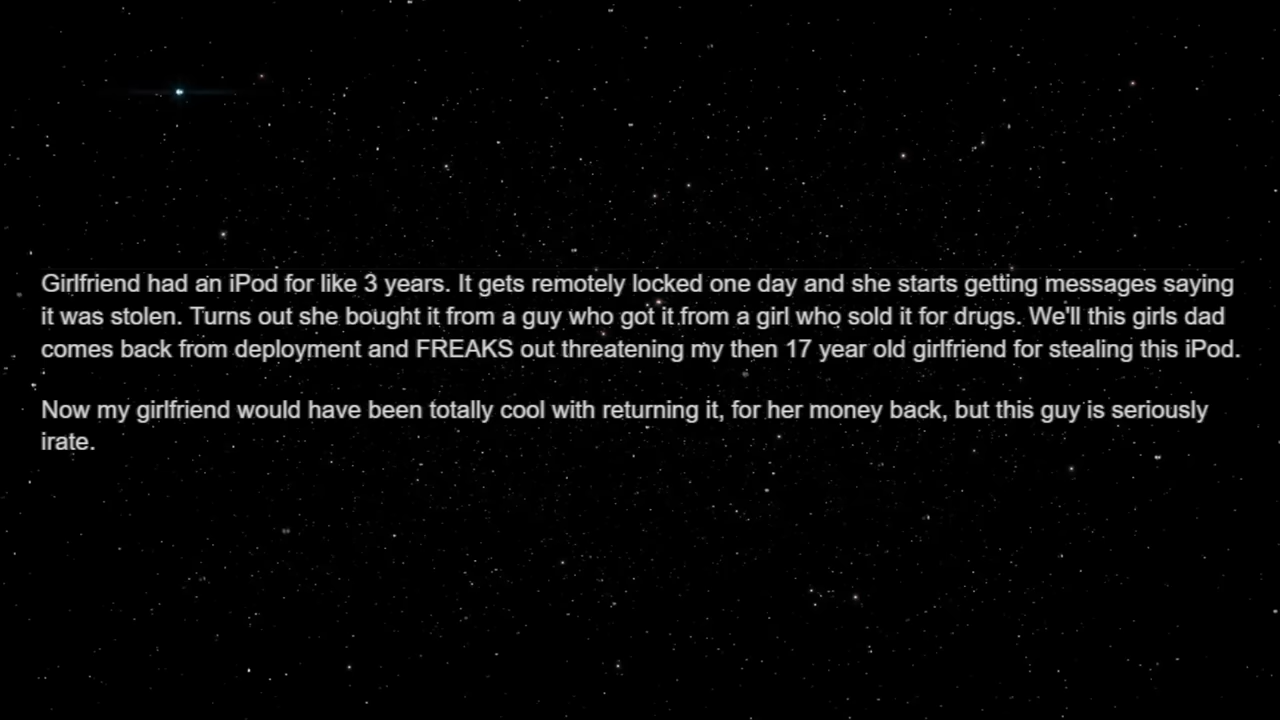 Girlfriend had an iPod for like 3 years. It gets remotely locked one day and she starts getting messages saying
it was stolen. Turns out she bought it from a guy who got it from a girl who sold it for drugs. We'll this girls dad
comes back from deployment and FREAKS out threatening my then 17 year old girlfriend for stealing this iPod.
Now my girlfriend would have been totally cool with returning it, for her money back, but this guy is seriously
irate.